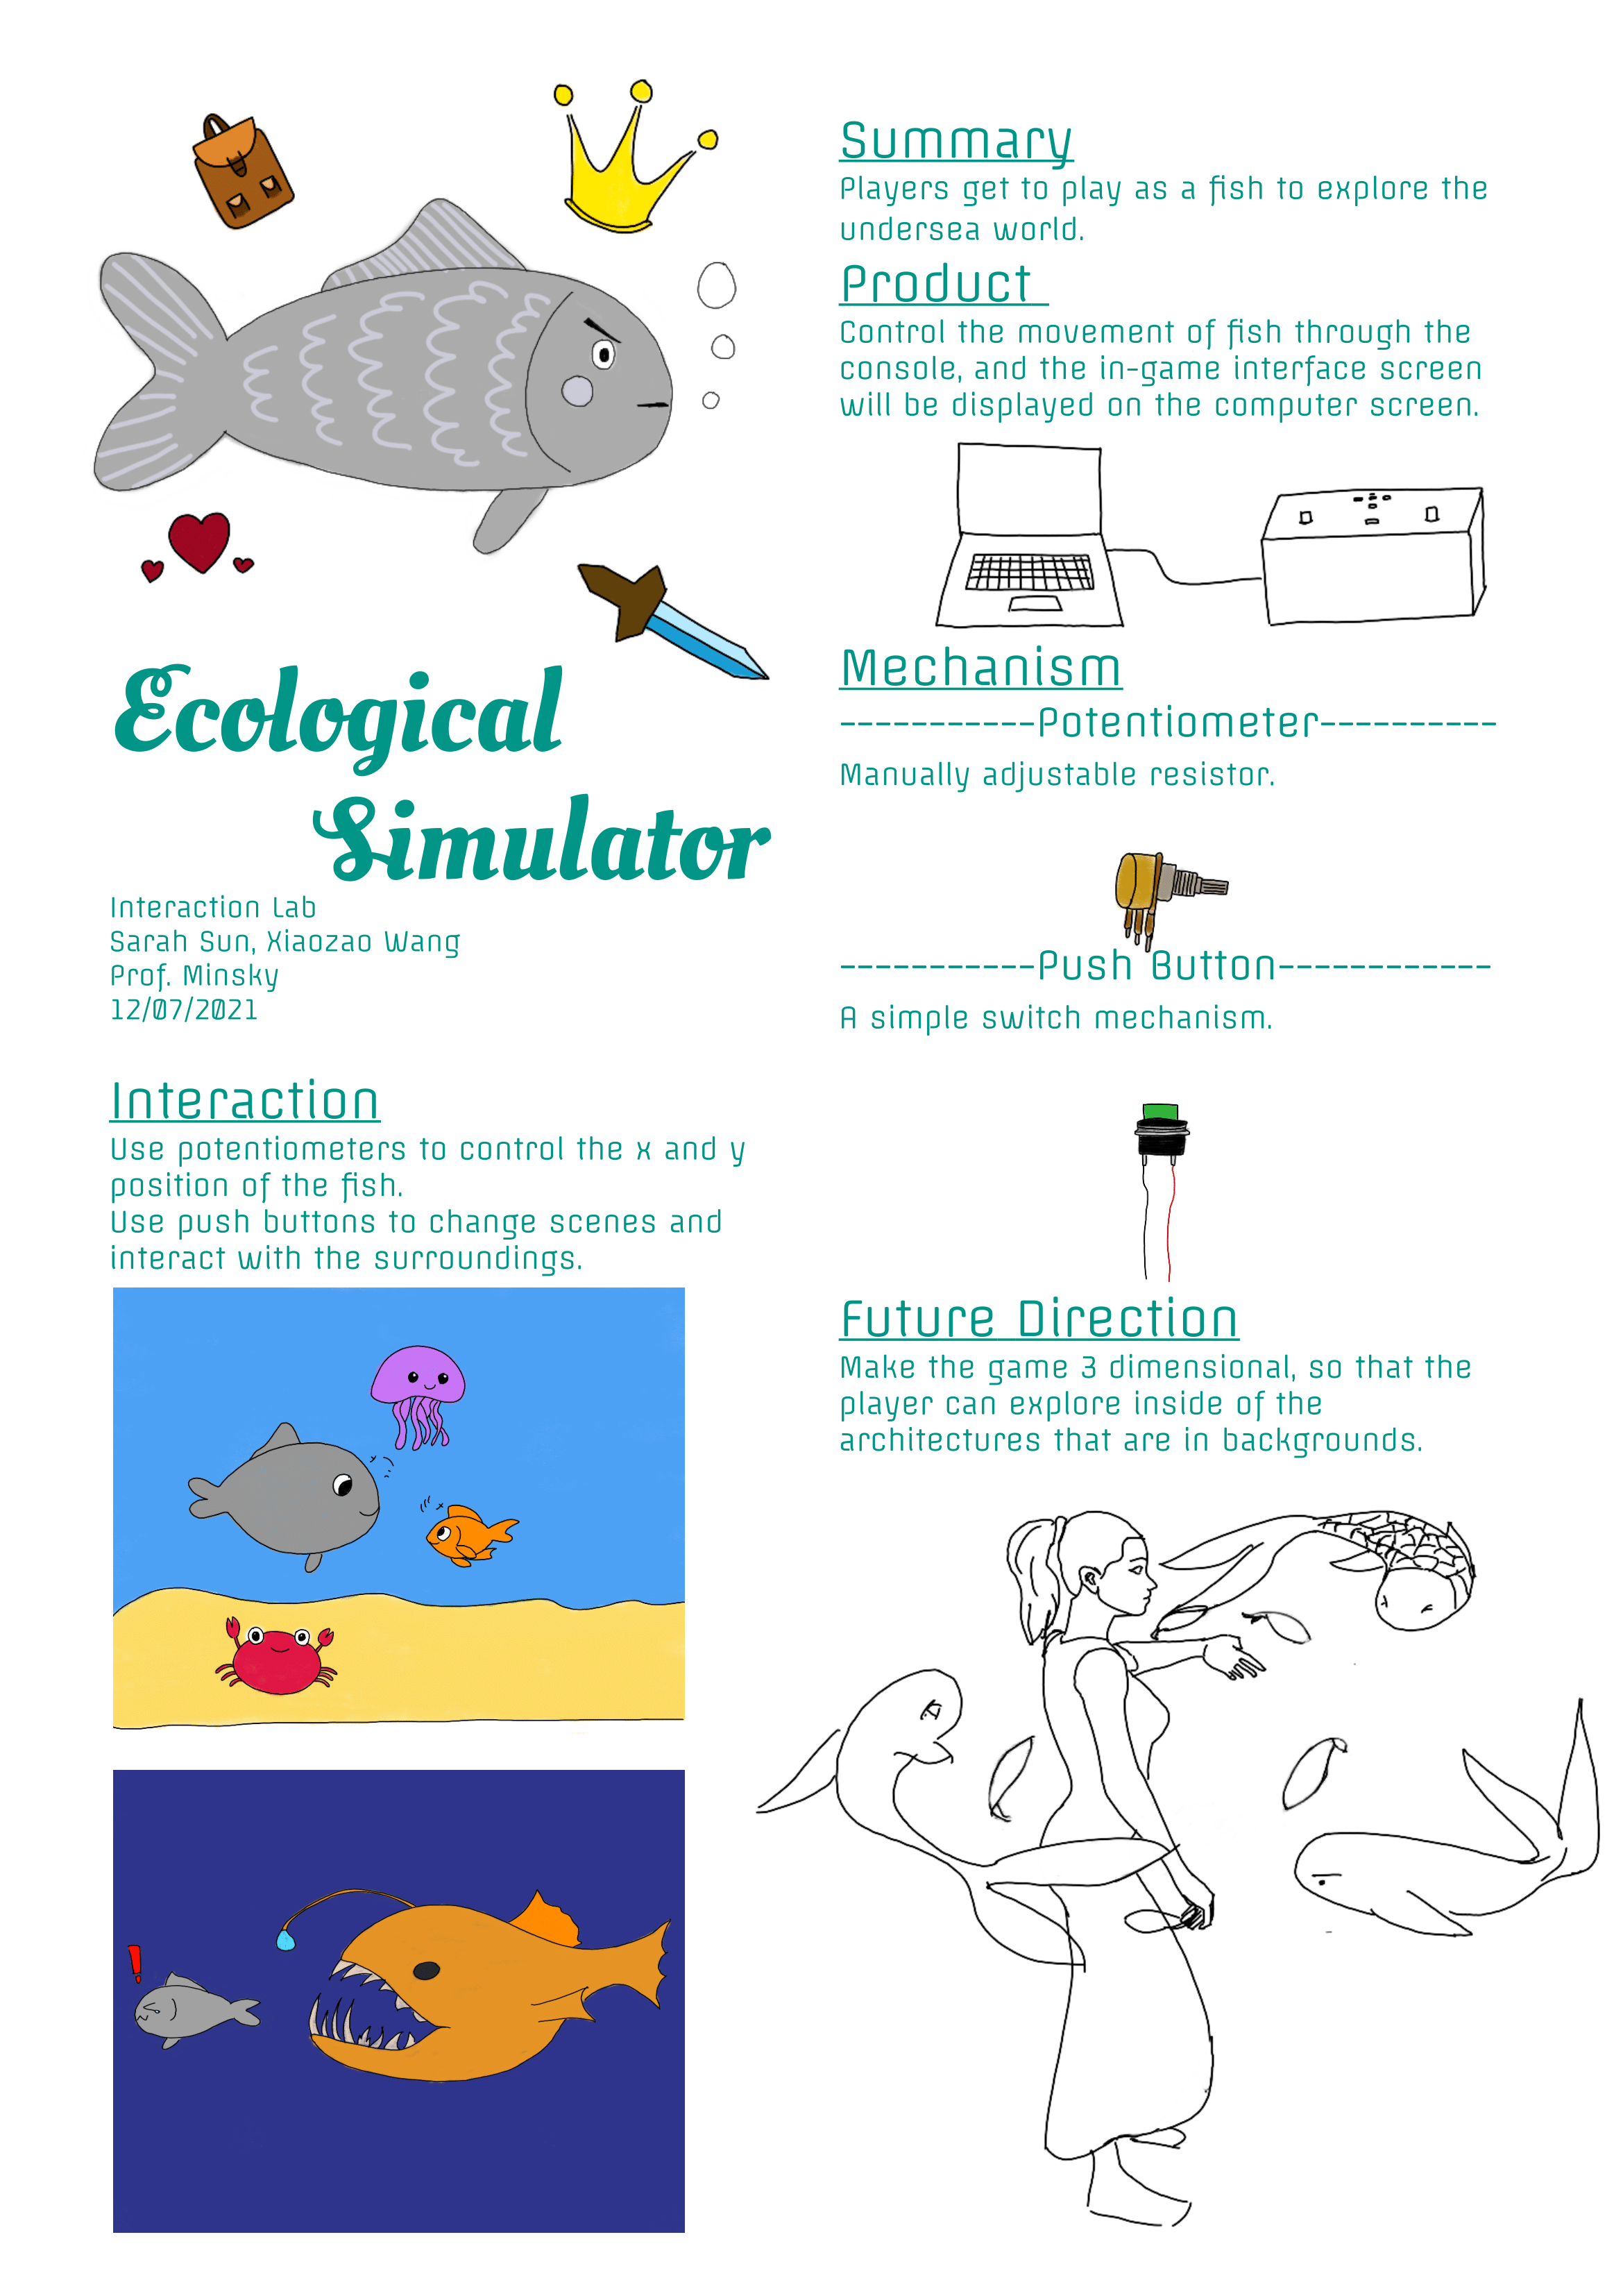 Ecological
Simulator
Interaction Lab
Sarah Sun, Xiaozao Wang
Prof. Minsky
12/07/2021
Interaction
Use potentiometers to control the x and y
position of the fish.
Use push buttons to change scenes and
interact with the surroundings.
Summary
Players get to play as a fish to explore the
undersea world.
Product
Control the movement of fish through the
console, and the in-game interface screen
will be displayed on the computer screen.
Mechanism
-----------Potentiometer----------
Manually adjustable resistor.
-----------Push Button------------
A simple switch mechanism.
Future Direction
Make the game 3 dimensional, so that the
player can explore inside of the
architectures that are in backgrounds.